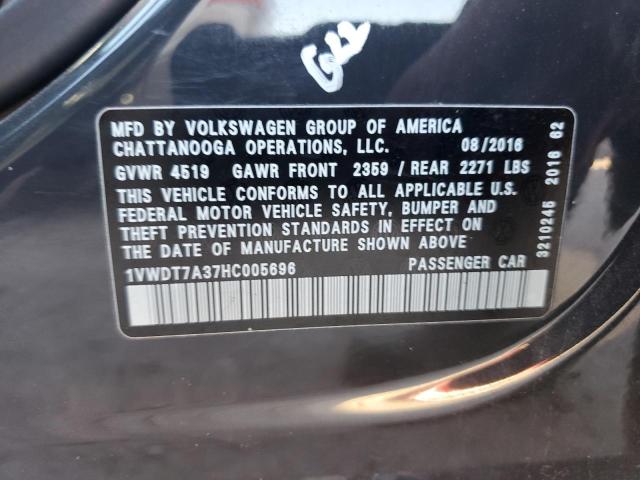 MFD BY VOLKSWAGEN GROUP OF AMERICA
CHATTANOOGA OPERATIONS, LLC. 08/2016
GVWR 4519 GAWR FRONT 2359 / REAR 2271 LBS
THIS VEHICLE CONFORMS TO ALL APPLICABLE U.S.
FEDERAL MOTOR VEHICLE SAFETY, BUMPER AND
THEFT PREVENTION STANDARDS IN EFFECT ON
THE DATE OF MANUFACTURE SHOWN ABOVE
1VWDT7A37HC005696 PASSENGER CAR
3210245 2016 62